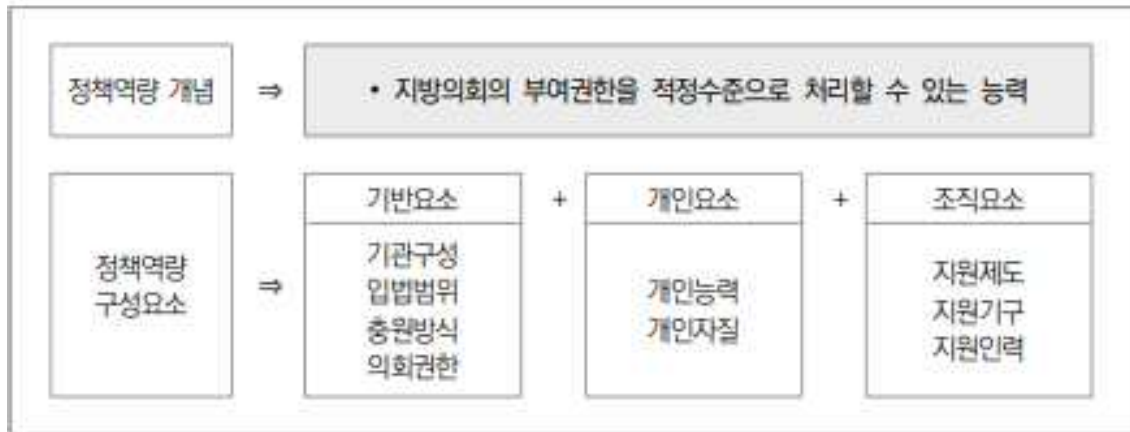 정책역량 개념 ⇒ • 지방의회의 부여권한을 적정수준으로 처리할 수 있는 능력
정책역량
구성요소
⇒
기반요소 + 개인요소 + 조직요소
기관구성
입법범위
충원방식
의회권한
개인능력
개인자질
지원제도
지원기구
지원인력